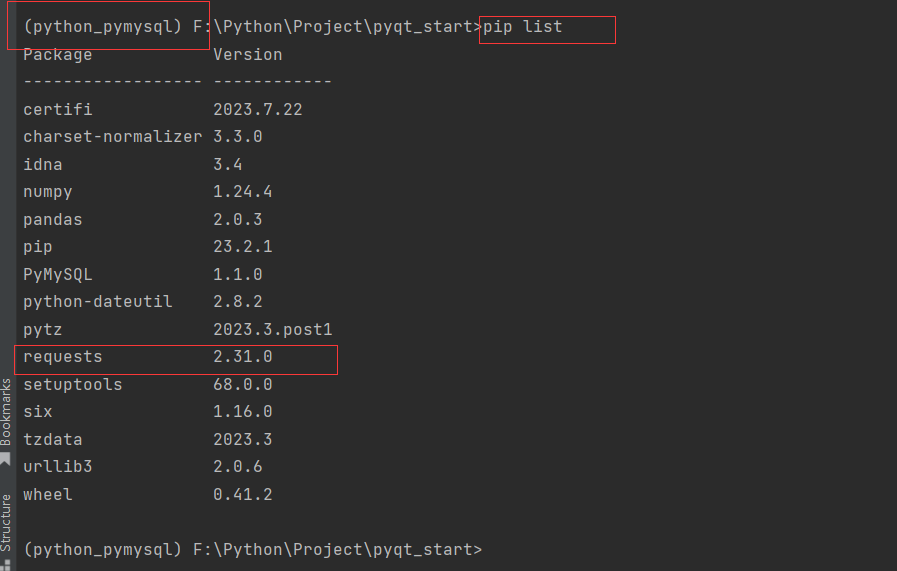 (python_pymysql) F:\Python\Project\pyqt_start>pip list
Package            Version
------------------ ------------
certifi            2023.7.22
charset-normalizer 3.3.0
idna               3.4
numpy              1.24.4
pandas             2.0.3
pip                23.2.1
PyMySQL            1.1.0
python-dateutil    2.8.2
pytz               2023.3.post1
requests           2.31.0
setuptools         68.0.0
six                1.16.0
tzdata             2023.3
urllib3            2.0.6
wheel              0.41.2
(python_pymysql) F:\Python\Project\pyqt_start>
Bookmarks
Structure